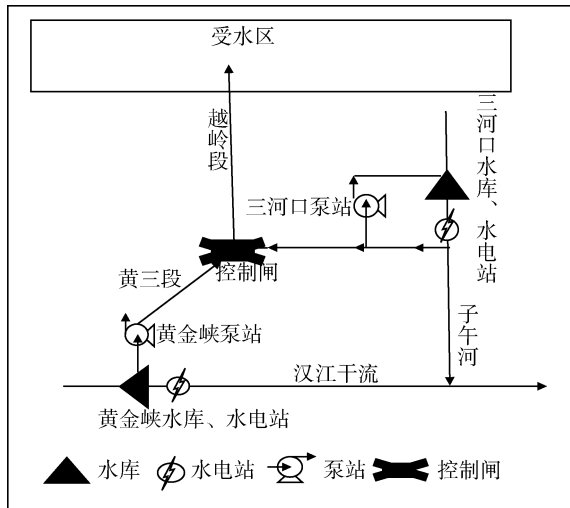 受水区
越岭段
三河口水库、水电站
三河口泵站
控制闸
黄三段
黄金峡泵站
子午河
汉江干流
黄金峡水库、水电站
水库
水电站
泵站
控制闸